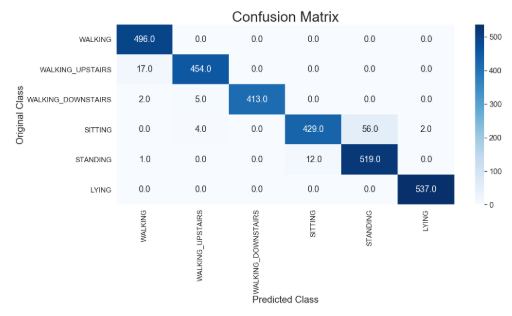 Confusion Matrix
Original Class
WALKING 496.0 0.0 0.0 0.0 0.0 0.0
WALKING_UPSTAIRS 17.0 454.0 0.0 0.0 0.0 0.0
WALKING_DOWNSTAIRS 2.0 5.0 413.0 0.0 0.0 0.0
SITTING 0.0 4.0 0.0 429.0 56.0 2.0
STANDING 1.0 0.0 0.0 12.0 519.0 0.0
LYING 0.0 0.0 0.0 0.0 0.0 537.0
WALKING WALKING_UPSTAIRS WALKING_DOWNSTAIRS SITTING STANDING LYING
Predicted Class
500
400
300
200
100
0